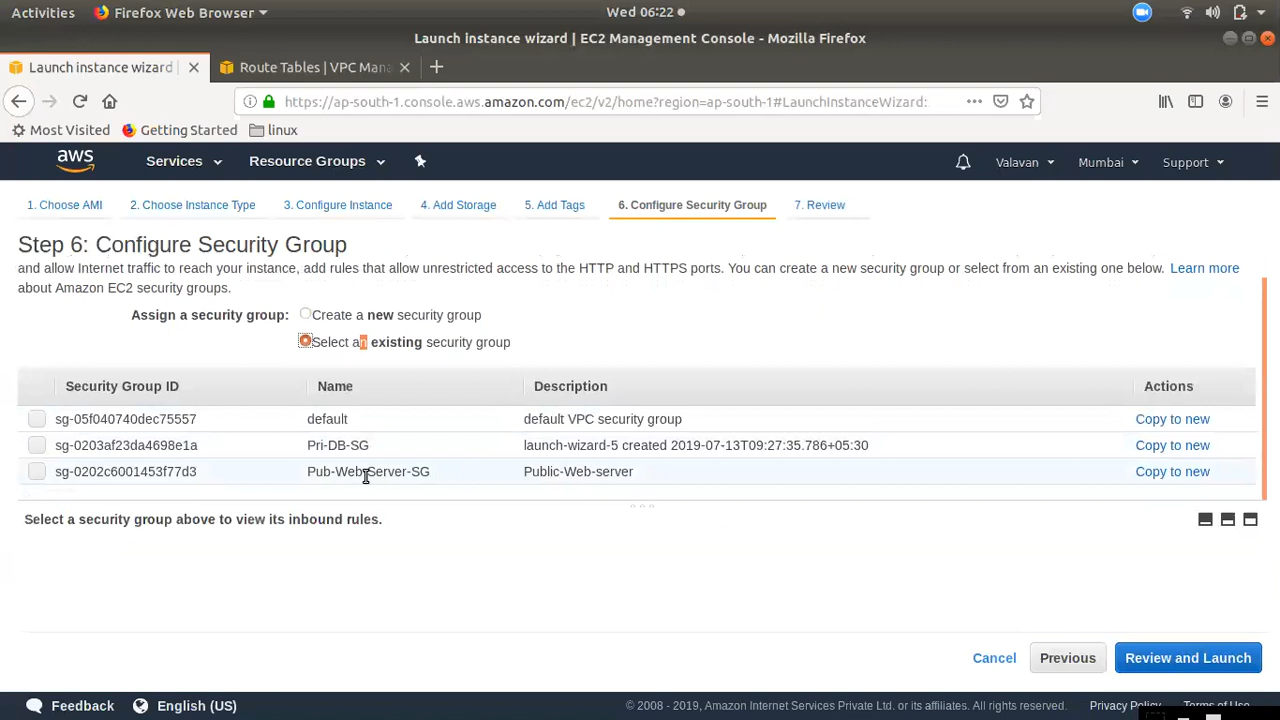 Activities Firefox Web Browser Wed 06:22
Launch instance wizard | EC2 Management Console - Mozilla Firefox
Launch instance wizard | Route Tables | VPC Mana
https://ap-south-1.console.aws.amazon.com/ec2/v2/home?region=ap-south-1#LaunchInstanceWizard:
Most Visited Getting Started linux
aws Services Resource Groups Valavan Mumbai Support
1. Choose AMI 2. Choose Instance Type 3. Configure Instance 4. Add Storage 5. Add Tags 6. Configure Security Group 7. Review
Step 6: Configure Security Group
and allow Internet traffic to reach your instance, add rules that allow unrestricted access to the HTTP and HTTPS ports. You can create a new security group or select from an existing one below. Learn more
about Amazon EC2 security groups.
Assign a security group: Create a new security group
Select an existing security group
Security Group ID Name Description Actions
sg-05f040740dec75557 default default VPC security group Copy to new
sg-0203af23da4698e1a Pri-DB-SG launch-wizard-5 created 2019-07-13T09:27:35.786+05:30 Copy to new
sg-0202c6001453f77d3 Pub-Web-Server-SG Public-Web-server Copy to new
Select a security group above to view its inbound rules.
Cancel Previous Review and Launch
Feedback English (US) © 2008 - 2019, Amazon Internet Services Private Ltd. or its affiliates. All rights reserved. Privacy Policy Terms of Use